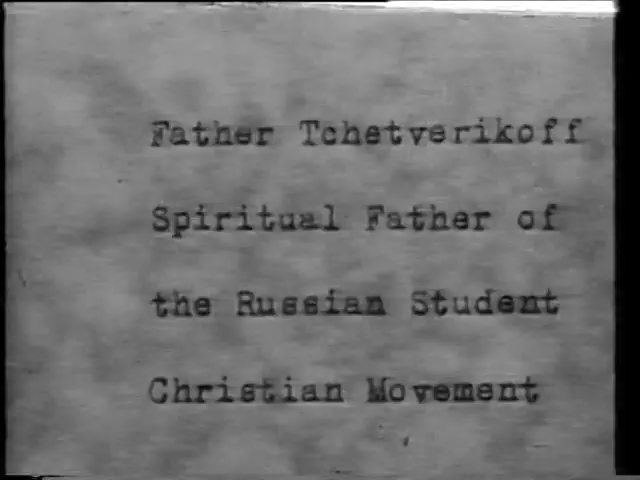 Father Tchetverikoff
Spiritual Father of
the Russian Student
Christian Movement